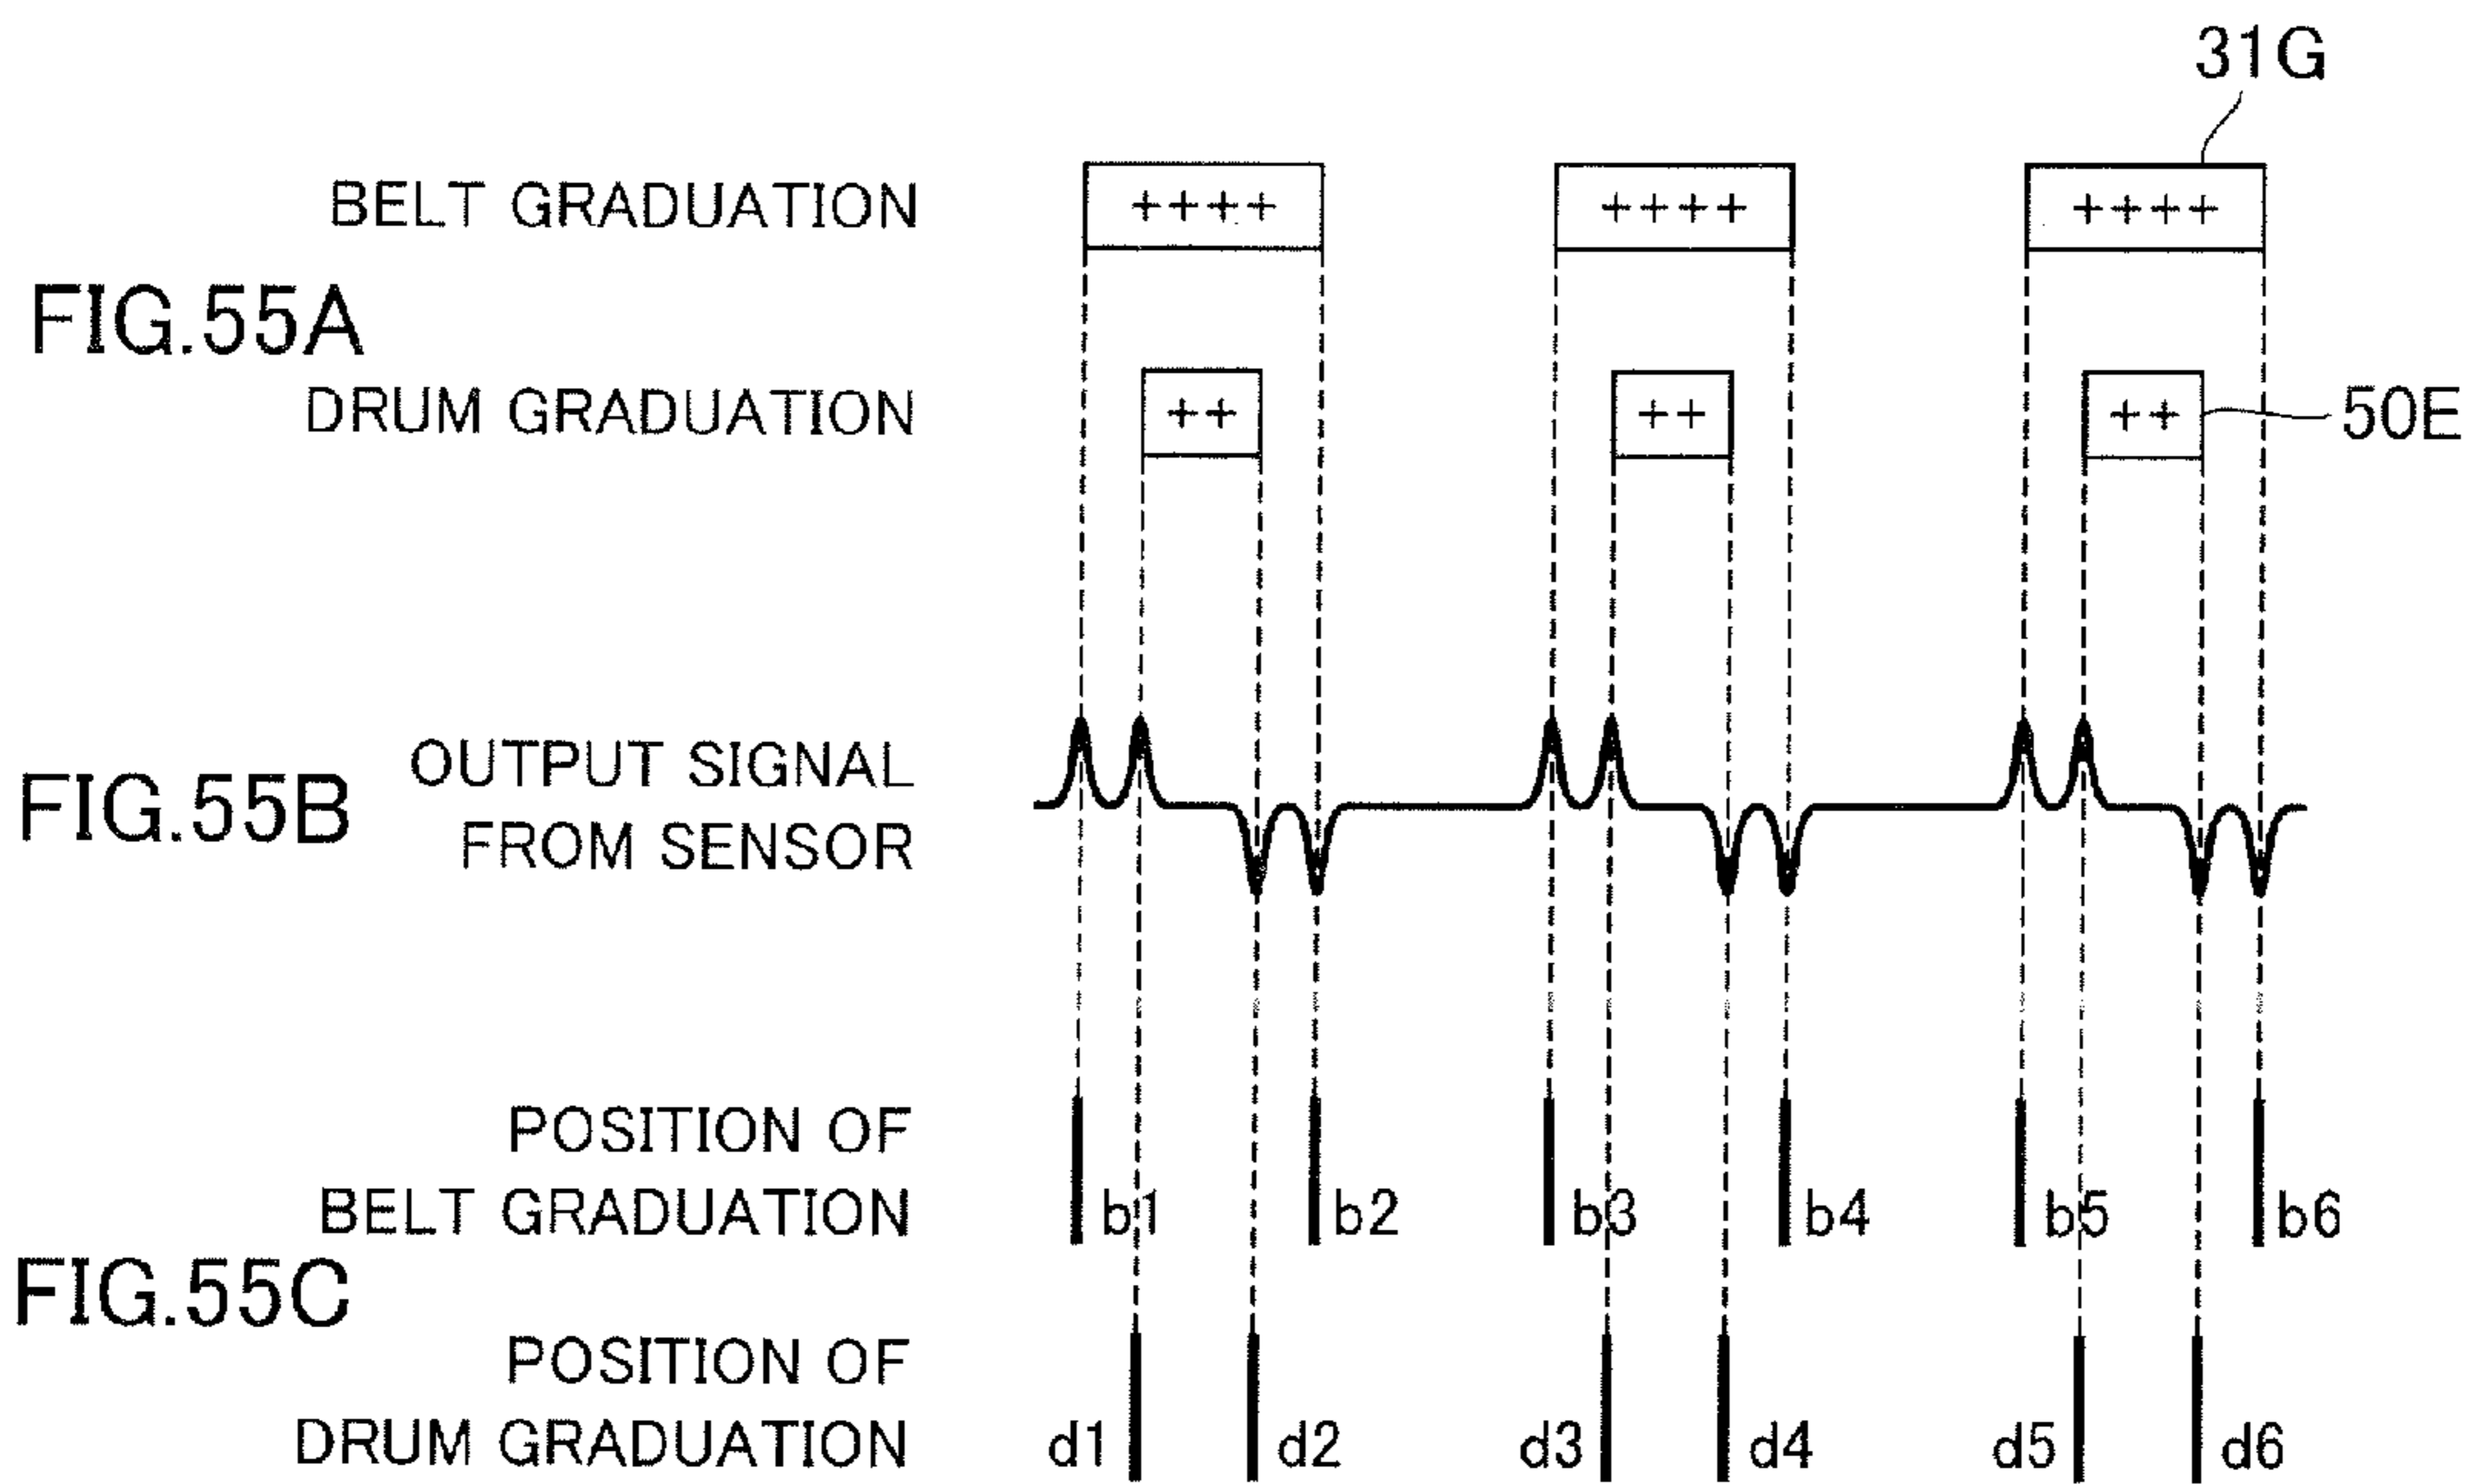 31G
BELT GRADUATION
++++ ++++ ++++
FIG.55A
DRUM GRADUATION
++ ++ ++
50E
OUTPUT SIGNAL
FROM SENSOR
FIG.55B
POSITION OF
BELT GRADUATION
b1 b2 b3 b4 b5 b6
FIG.55C
POSITION OF
DRUM GRADUATION
d1 d2 d3 d4 d5 d6